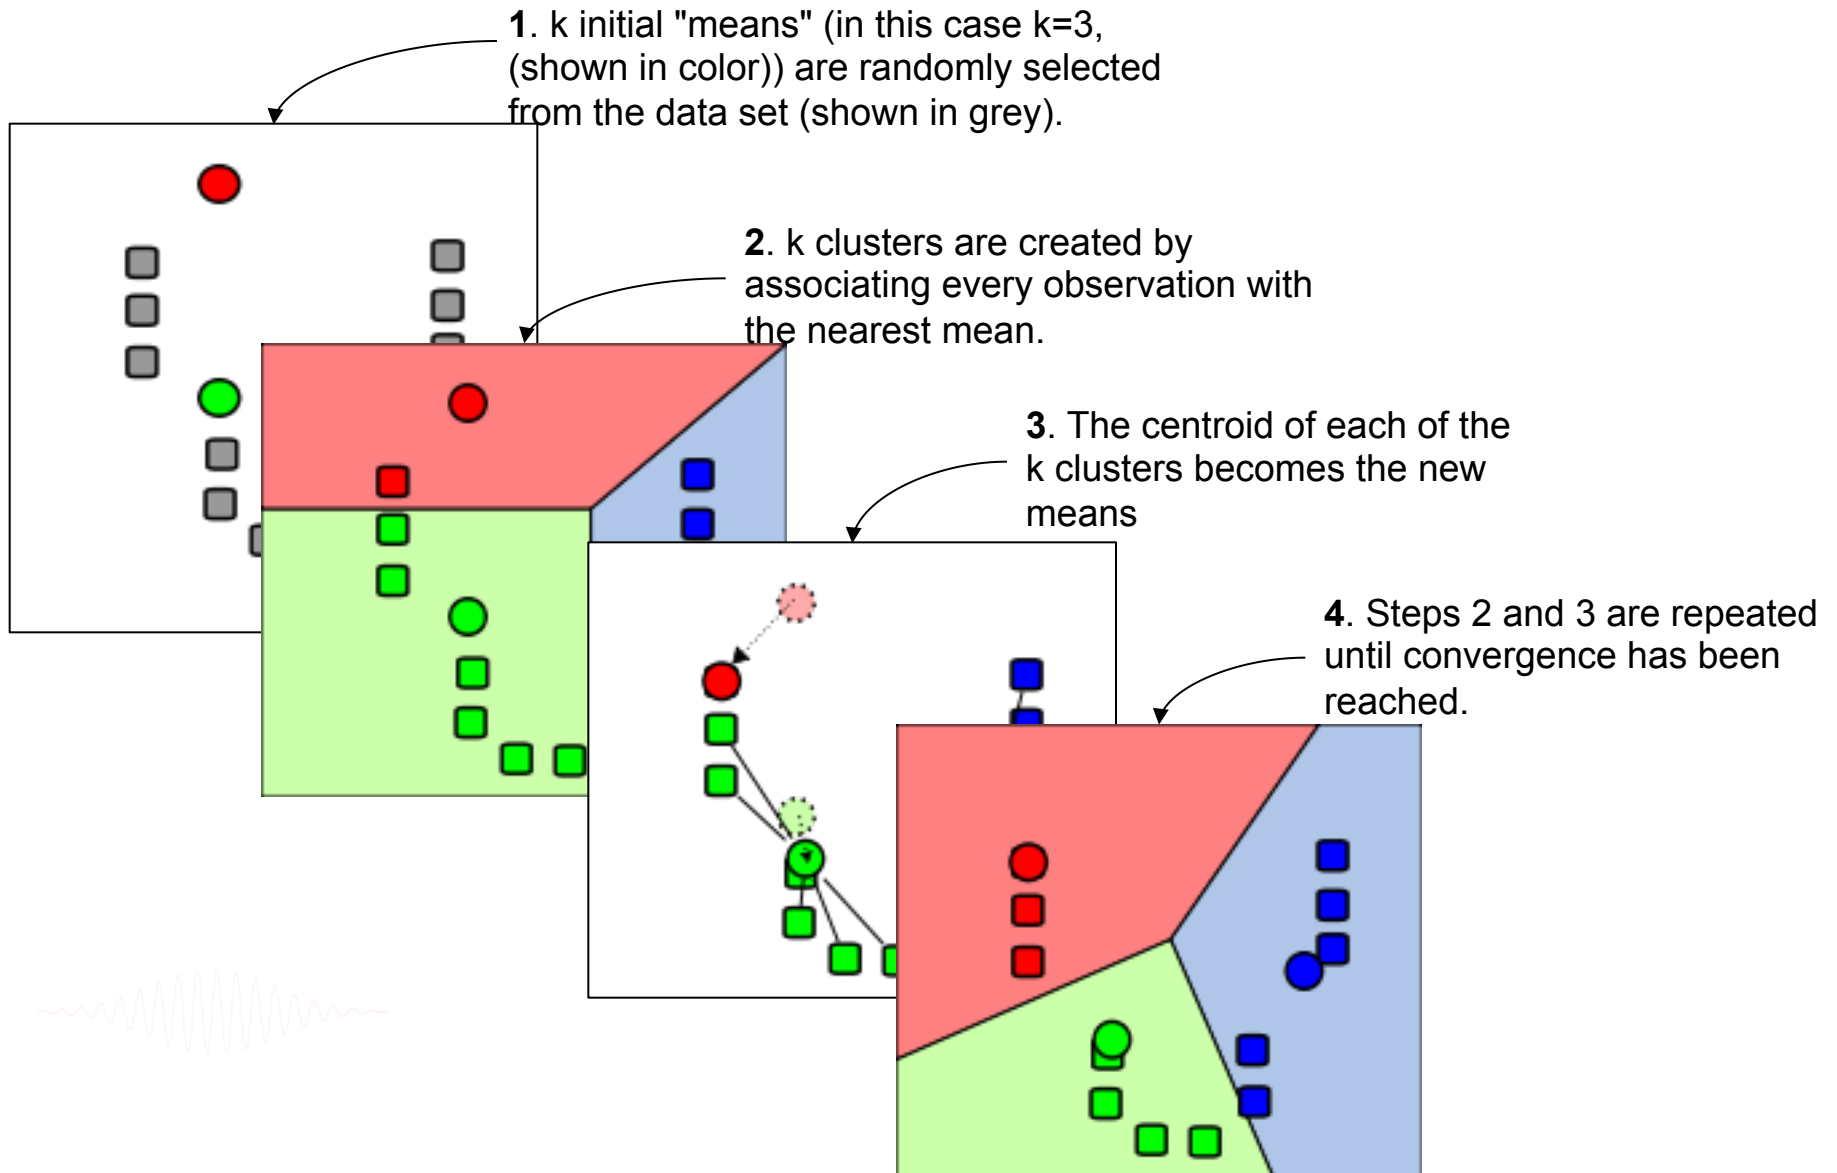 1. k initial "means" (in this case k=3,
(shown in color)) are randomly selected
from the data set (shown in grey).
2. k clusters are created by
associating every observation with
the nearest mean.
3. The centroid of each of the
k clusters becomes the new
means
4. Steps 2 and 3 are repeated
until convergence has been
reached.